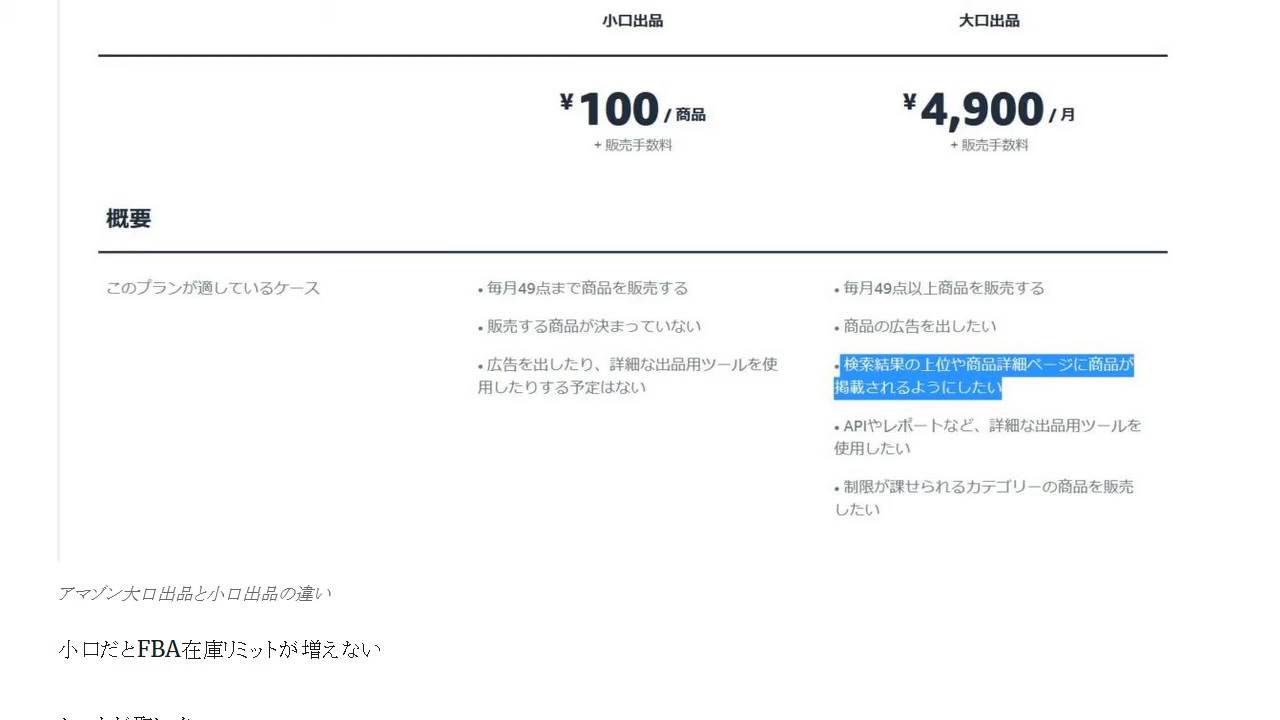 小口出品 大口出品
¥100 / 商品 ¥4,900 / 月
+ 販売手数料 + 販売手数料
概要
このプランが適しているケース
• 毎月49点まで商品を販売する
• 販売する商品が決まっていない
• 広告を出したり、詳細な出品用ツールを使
用したりする予定はない
• 毎月49点以上商品を販売する
• 商品の広告を出したい
• 検索結果の上位や商品詳細ページに商品が
掲載されるようにしたい
• APIやレポートなど、詳細な出品用ツールを
使用したい
• 制限が課せられるカテゴリーの商品を販売
したい
アマゾン大口出品と小口出品の違い
小口だとFBA在庫リミットが増えない